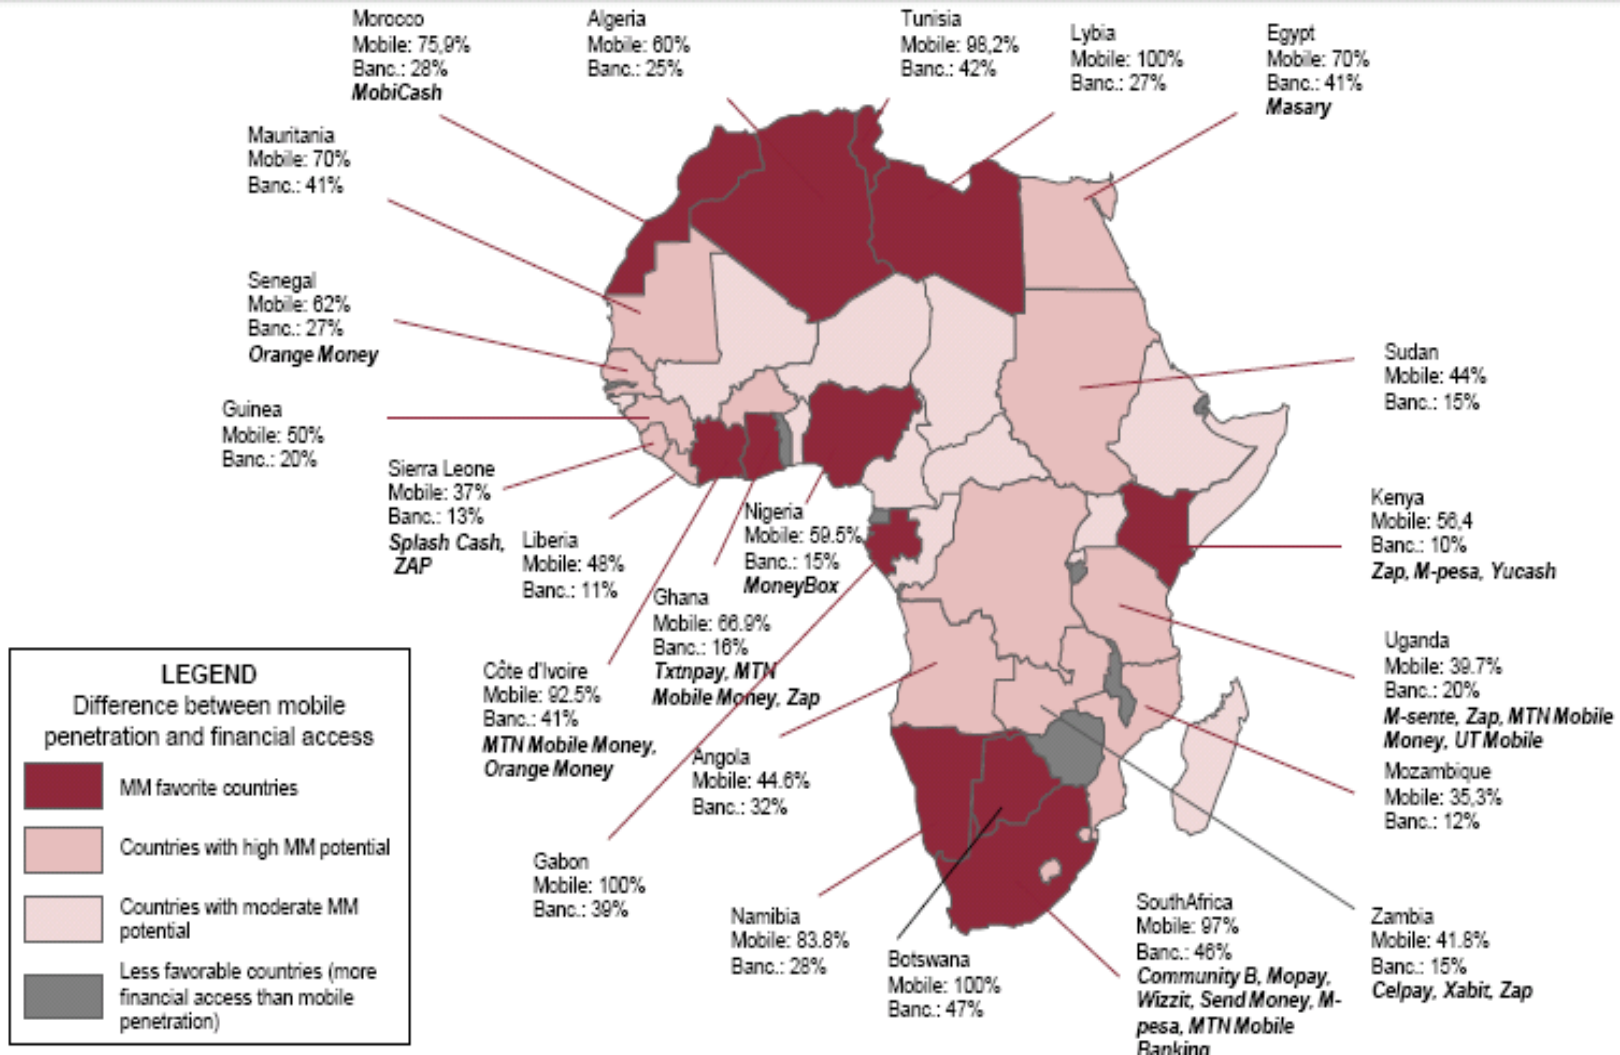 Morocco
Mobile: 75,9%
Banc.: 28%
MobiCash
Algeria
Mobile: 60%
Banc.: 25%
Tunisia
Mobile: 98,2%
Banc.: 42%
Lybia
Mobile: 100%
Banc.: 27%
Egypt
Mobile: 70%
Banc.: 41%
Masary
Mauritania
Mobile: 70%
Banc.: 41%
Senegal
Mobile: 62%
Banc.: 27%
Orange Money
Guinea
Mobile: 50%
Banc.: 20%
Sierra Leone
Mobile: 37%
Banc.: 13%
Splash Cash,
ZAP
Liberia
Mobile: 48%
Banc.: 11%
Nigeria
Mobile: 59.5%
Banc.: 15%
MoneyBox
Ghana
Mobile: 66.9%
Banc.: 16%
Txtnpay, MTN
Mobile Money, Zap
Côte d'Ivoire
Mobile: 92.5%
Banc.: 41%
MTN Mobile Money,
Orange Money
Angola
Mobile: 44.6%
Banc.: 32%
Gabon
Mobile: 100%
Banc.: 39%
Namibia
Mobile: 83.8%
Banc.: 28%
Botswana
Mobile: 100%
Banc.: 47%
SouthAfrica
Mobile: 97%
Banc.: 46%
Community B, Mopay,
Wizzit, Send Money, M-
pesa, MTN Mobile
Banking
Zambia
Mobile: 41.8%
Banc.: 15%
Celpay, Xabit, Zap
Sudan
Mobile: 44%
Banc.: 15%
Kenya
Mobile: 56,4
Banc.: 10%
Zap, M-pesa, Yucash
Uganda
Mobile: 39.7%
Banc.: 20%
M-sente, Zap, MTN Mobile
Money, UT Mobile
Mozambique
Mobile: 35,3%
Banc.: 12%
LEGEND
Difference between mobile
penetration and financial access
MM favorite countries
Countries with high MM potential
Countries with moderate MM
potential
Less favorable countries (more
financial access than mobile
penetration)